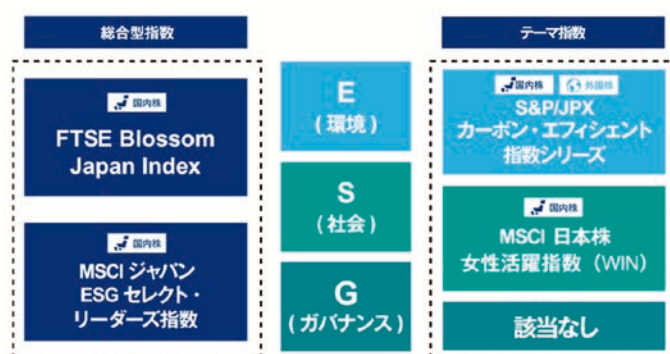 総合型指数
国内株
FTSE Blossom
Japan Index
国内株
MSCI ジャパン
ESG セレクト・
リーダーズ指数
E
(環境)
S
(社会)
G
(ガバナンス)
テーマ指数
国内株
外国株
S&P/JPX
カーボン・エフィシェント
指数シリーズ
国内株
MSCI 日本株
女性活躍指数（WIN）
該当なし